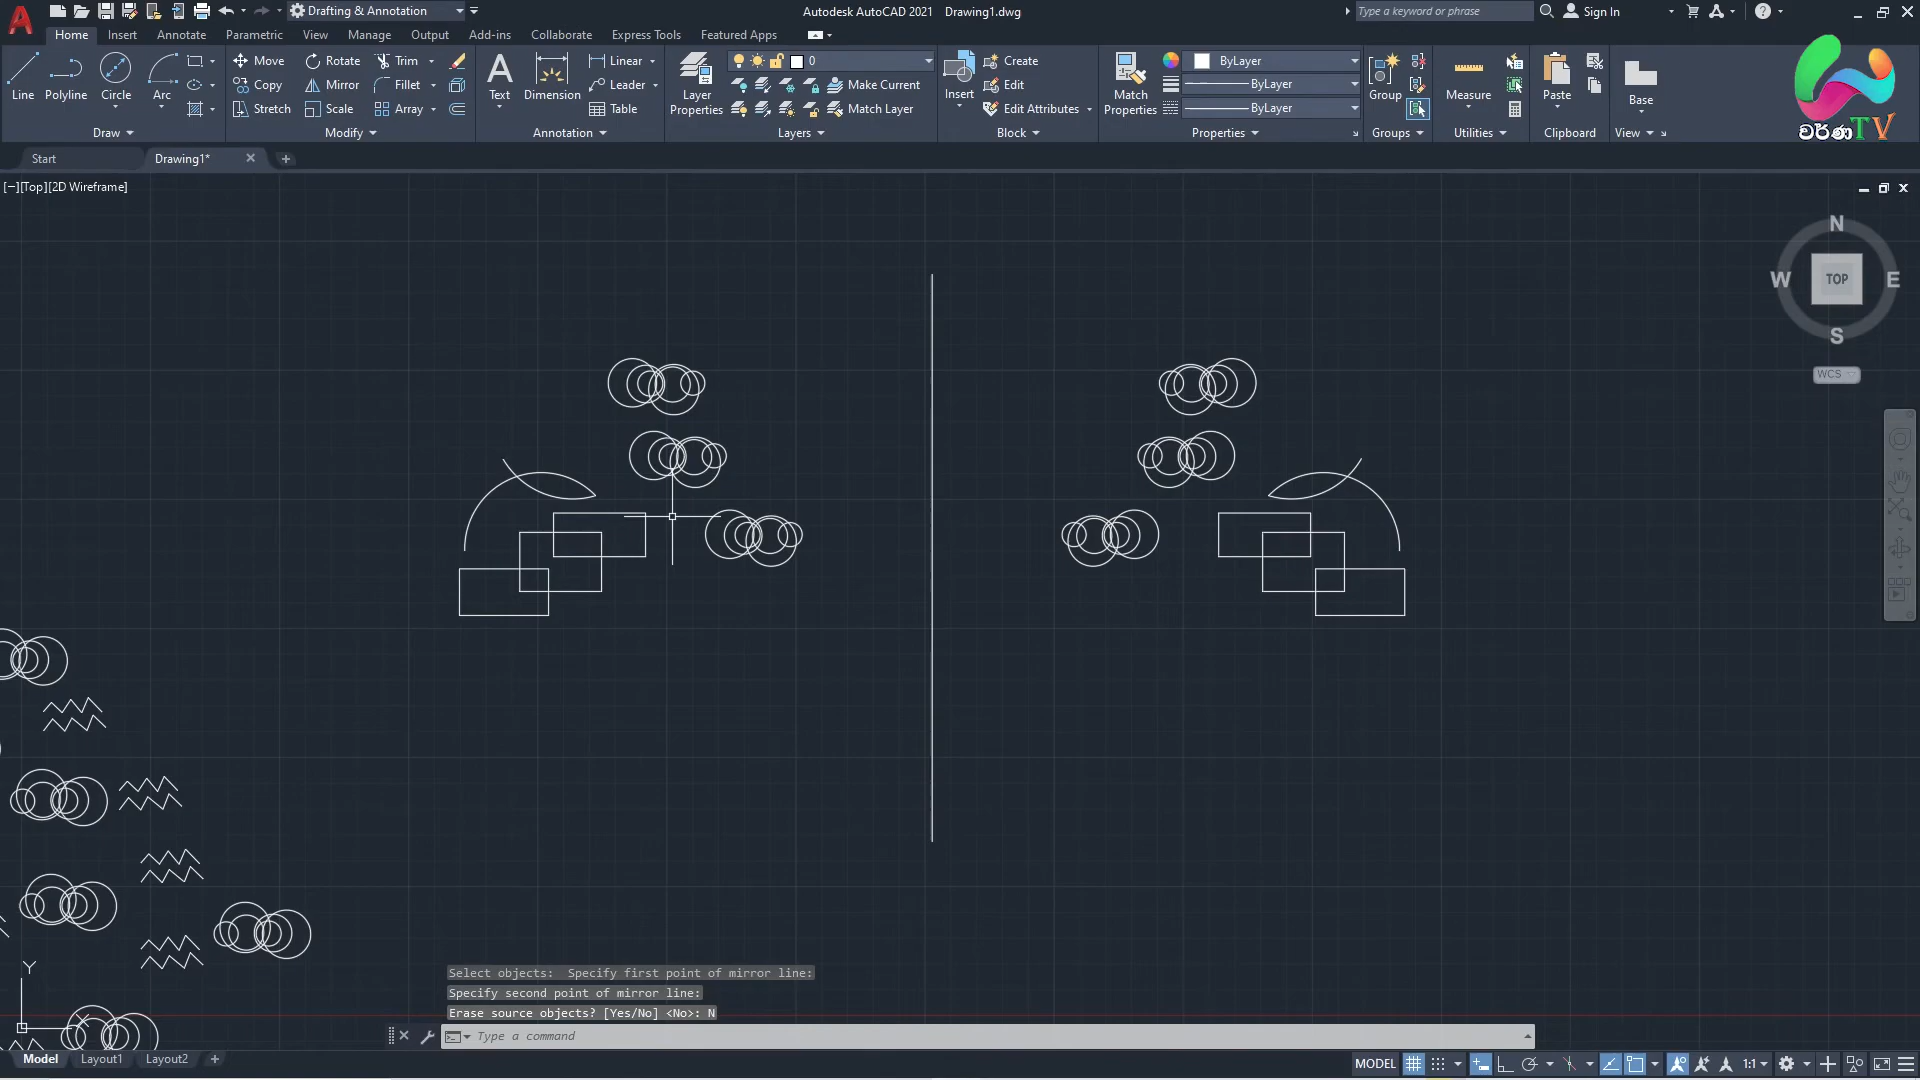 Drafting & Annotation
Autodesk AutoCAD 2021 Drawing1.dwg
Type a keyword or phrase
Sign In
Home Insert Annotate Parametric View Manage Output Add-ins Collaborate Express Tools Featured Apps
Line Polyline Circle Arc
Draw
Move Rotate Trim
Copy Mirror Fillet
Stretch Scale Array
Modify
Text Dimension
Linear
Leader
Table
Annotation
Layer Properties
0
Make Current
Match Layer
Layers
Insert
Create
Edit
Edit Attributes
Block
Match Properties
ByLayer
ByLayer
ByLayer
Properties
Group
Groups
Measure
Utilities
Paste
Clipboard
Base
View
වර්ණ TV
Start Drawing1*
[−][Top][2D Wireframe]
N
W TOP E
S
WCS
Y
X
Select objects: Specify first point of mirror line:
Specify second point of mirror line:
Erase source objects? [Yes/No] <No>: N
Type a command
Model Layout1 Layout2
MODEL 1:1